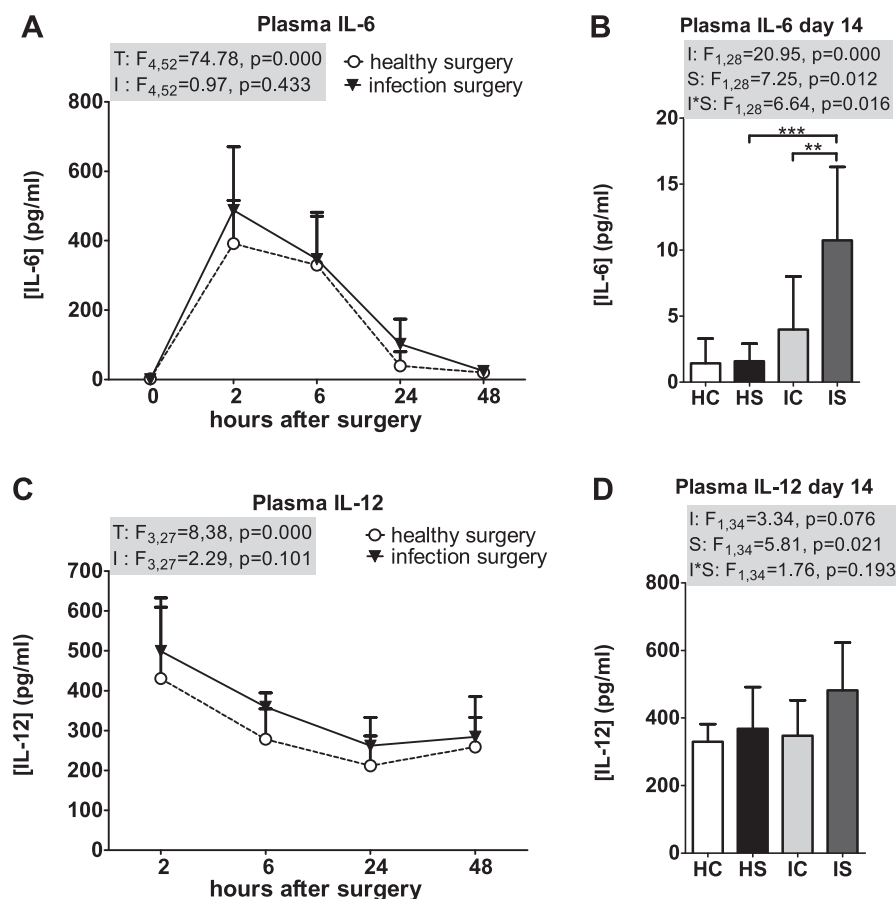 A
Plasma IL-6
T: F4,52=74.78, p=0.000
I : F4,52=0.97, p=0.433
healthy surgery
infection surgery
800
600
400
200
0
[IL-6] (pg/ml)
0 2 6 24 48
hours after surgery
B
Plasma IL-6 day 14
I: F1,28=20.95, p=0.000
S: F1,28=7.25, p=0.012
I*S: F1,28=6.64, p=0.016
***
**
20
15
10
5
0
[IL-6] (pg/ml)
HC HS IC IS
C
Plasma IL-12
T: F3,27=8,38, p=0.000
I : F3,27=2.29, p=0.101
healthy surgery
infection surgery
700
600
500
400
300
200
100
0
[IL-12] (pg/ml)
2 6 24 48
hours after surgery
D
Plasma IL-12 day 14
I: F1,34=3.34, p=0.076
S: F1,34=5.81, p=0.021
I*S: F1,34=1.76, p=0.193
800
600
400
200
0
[IL-12] (pg/ml)
HC HS IC IS